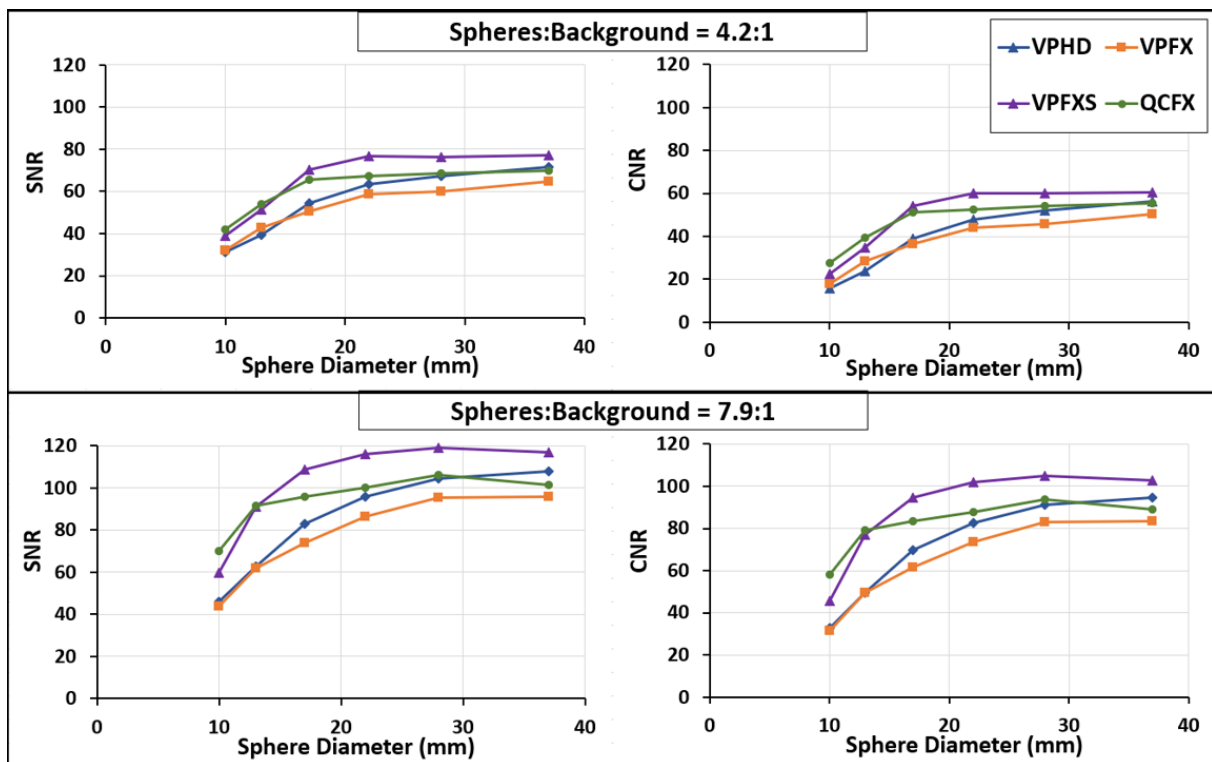 Spheres:Background = 4.2:1
VPHD VPFX
VPFXS QCFX
SNR
120
100
80
60
40
20
0
0 10 20 30 40
Sphere Diameter (mm)
CNR
120
100
80
60
40
20
0
0 10 20 30 40
Sphere Diameter (mm)
Spheres:Background = 7.9:1
SNR
120
100
80
60
40
20
0
0 10 20 30 40
Sphere Diameter (mm)
CNR
120
100
80
60
40
20
0
0 10 20 30 40
Sphere Diameter (mm)